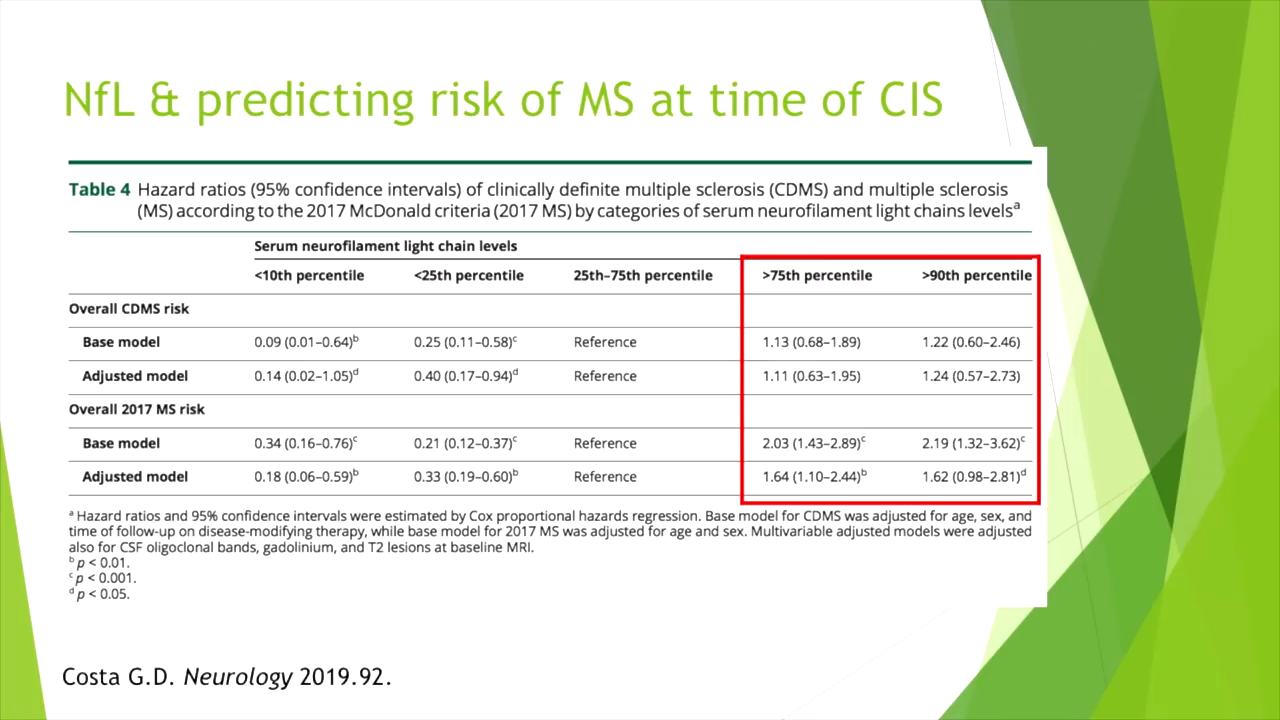 NfL & predicting risk of MS at time of CIS
Table 4 Hazard ratios (95% confidence intervals) of clinically definite multiple sclerosis (CDMS) and multiple sclerosis
(MS) according to the 2017 McDonald criteria (2017 MS) by categories of serum neurofilament light chains levelsᵃ
Serum neurofilament light chain levels
<10th percentile <25th percentile 25th–75th percentile >75th percentile >90th percentile
Overall CDMS risk
Base model 0.09 (0.01–0.64)ᵇ 0.25 (0.11–0.58)ᶜ Reference 1.13 (0.68–1.89) 1.22 (0.60–2.46)
Adjusted model 0.14 (0.02–1.05)ᵈ 0.40 (0.17–0.94)ᵈ Reference 1.11 (0.63–1.95) 1.24 (0.57–2.73)
Overall 2017 MS risk
Base model 0.34 (0.16–0.76)ᶜ 0.21 (0.12–0.37)ᶜ Reference 2.03 (1.43–2.89)ᶜ 2.19 (1.32–3.62)ᶜ
Adjusted model 0.18 (0.06–0.59)ᵇ 0.33 (0.19–0.60)ᵇ Reference 1.64 (1.10–2.44)ᵇ 1.62 (0.98–2.81)ᵈ
ᵃ Hazard ratios and 95% confidence intervals were estimated by Cox proportional hazards regression. Base model for CDMS was adjusted for age, sex, and
time of follow-up on disease-modifying therapy, while base model for 2017 MS was adjusted for age and sex. Multivariable adjusted models were adjusted
also for CSF oligoclonal bands, gadolinium, and T2 lesions at baseline MRI.
ᵇ p < 0.01.
ᶜ p < 0.001.
ᵈ p < 0.05.
Costa G.D. Neurology 2019.92.